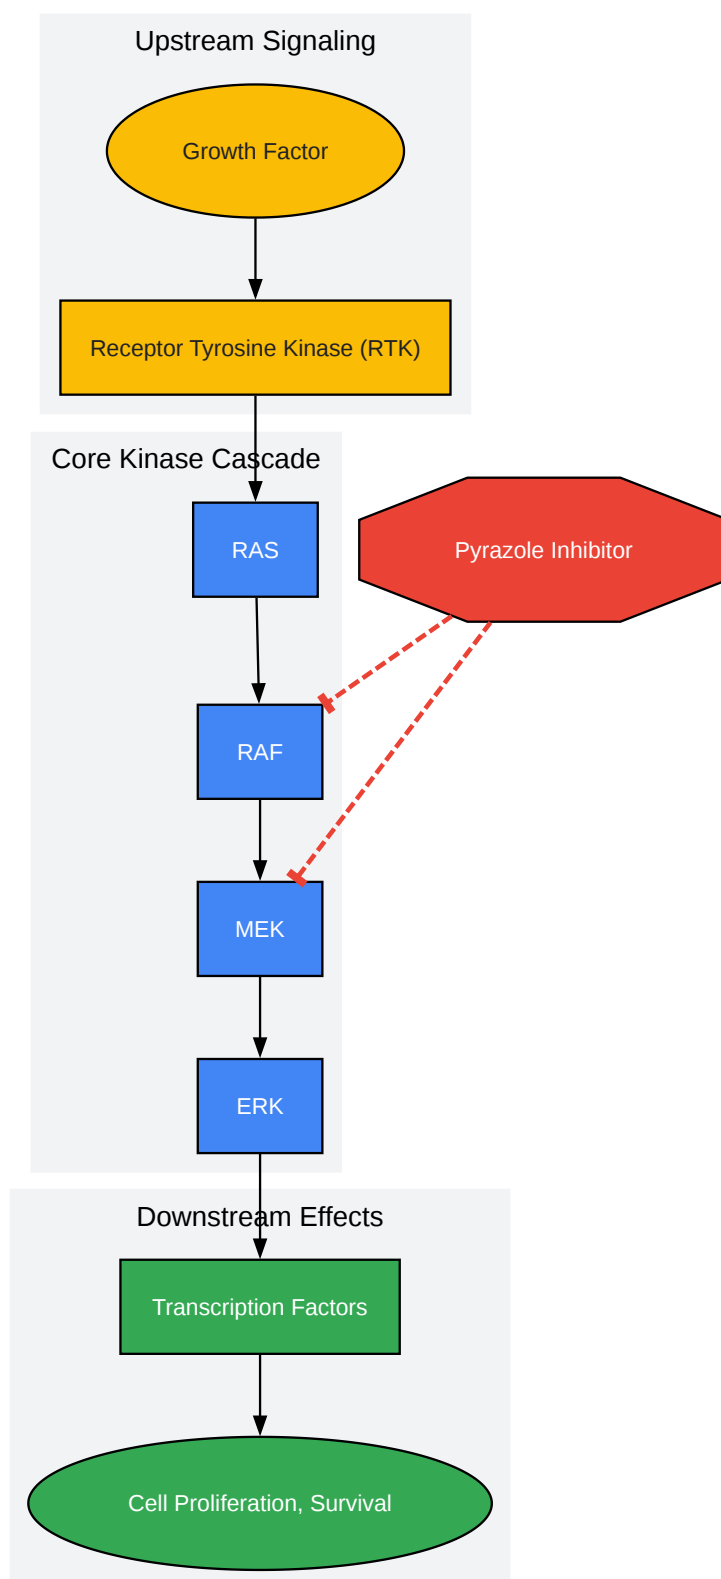 Upstream Signaling
Growth Factor
Receptor Tyrosine Kinase (RTK)
Core Kinase Cascade
RAS
Pyrazole Inhibitor
RAF
MEK
ERK
Downstream Effects
Transcription Factors
Cell Proliferation, Survival